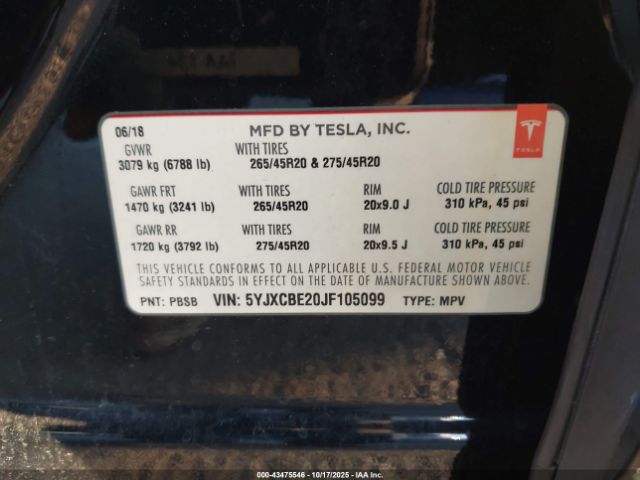 06/18 MFD BY TESLA, INC.
GVWR WITH TIRES
3079 kg (6788 lb) 265/45R20 & 275/45R20
TESLA
GAWR FRT WITH TIRES RIM COLD TIRE PRESSURE
1470 kg (3241 lb) 265/45R20 20x9.0 J 310 kPa, 45 psi
GAWR RR WITH TIRES RIM COLD TIRE PRESSURE
1720 kg (3792 lb) 275/45R20 20x9.5 J 310 kPa, 45 psi
THIS VEHICLE CONFORMS TO ALL APPLICABLE U.S. FEDERAL MOTOR VEHICLE
SAFETY STANDARDS IN EFFECT ON THE DATE OF MANUFACTURE SHOWN ABOVE.
PNT: PBSB VIN: 5YJXCBE20JF105099 TYPE: MPV
© 000-43475546 - 10/17/2025 - IAAI.COM